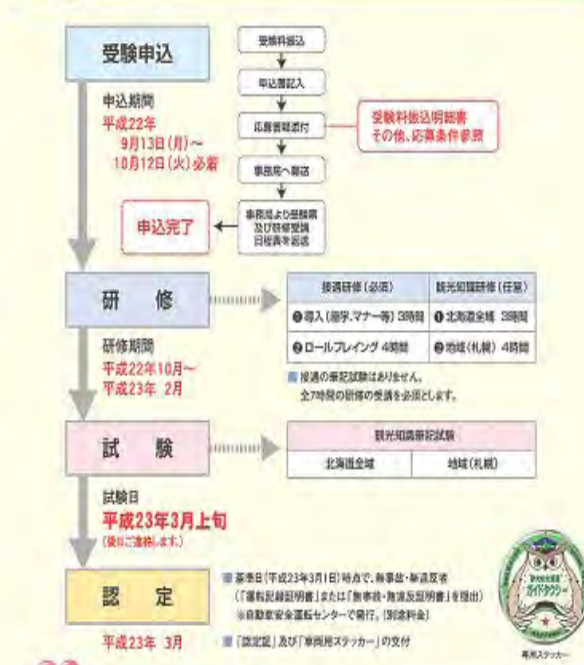 受験申込
申込期間
平成22年
9月13日(月)～
10月12日(火)必着
受験料振込
申込書記入
応募書類添付
受験料振込明細書
その他、応募条件参照
事務局へ郵送
事務局より受験票
及び研修受講
日程表を返送
申込完了
研 修
研修期間
平成22年10月～
平成23年 2月
接遇研修(必須)
観光知識研修(任意)
❶導入(座学、マナー等) 3時間
❶北海道全域 3時間
❷ロールプレイング 4時間
❷地域(札幌) 4時間
接遇の筆記試験はありません。
全7時間の研修の受講を必須とします。
試 験
試験日
平成23年3月上旬
(後日ご連絡します。)
観光知識筆記試験
北海道全域
地域(札幌)
認 定
平成23年 3月
基準日(平成23年3月1日)時点で、無事故・無違反者
(「運転記録証明書」または「無事故・無違反証明書」を提出)
※自動車安全運転センターで発行。(別途料金)
「認定証」及び「車両用ステッカー」の交付
ガイドタクシー
専用ステッカー